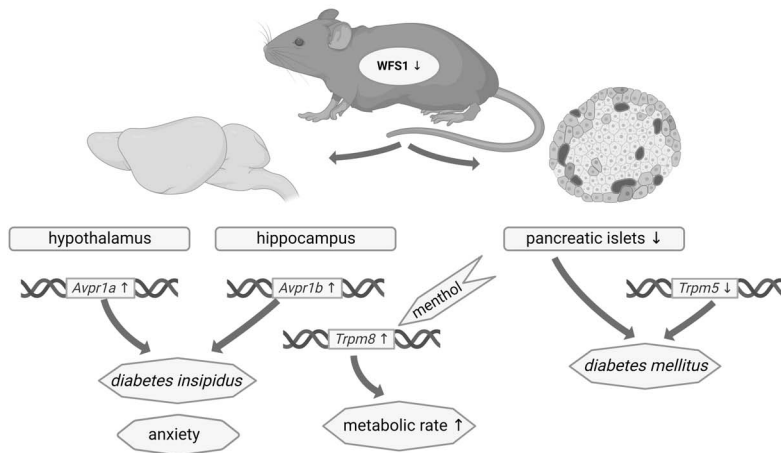 WFS1 ↓
hypothalamus
hippocampus
pancreatic islets ↓
Avpr1a ↑
Avpr1b ↑
menthol
Trpm5 ↓
Trpm8 ↑
diabetes insipidus
diabetes mellitus
anxiety
metabolic rate ↑